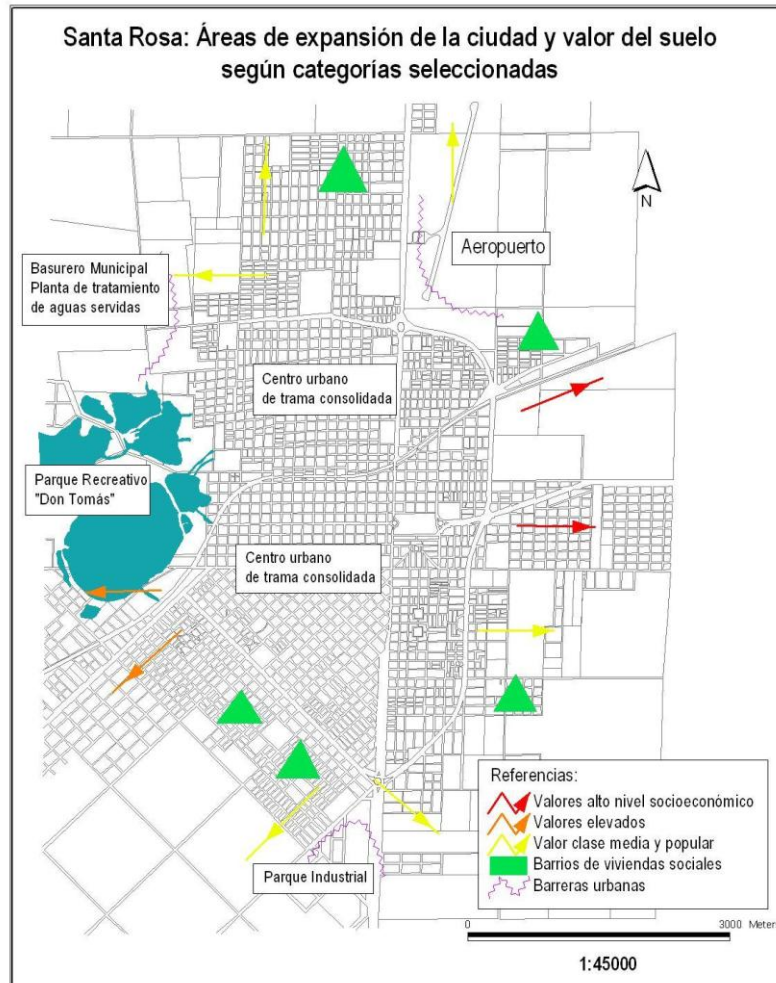 Santa Rosa: Áreas de expansión de la ciudad y valor del suelo
según categorías seleccionadas
N
Aeropuerto
Basurero Municipal
Planta de tratamiento
de aguas servidas
Centro urbano
de trama consolidada
Parque Recreativo
"Don Tomás"
Centro urbano
de trama consolidada
Parque Industrial
Referencias:
Valores alto nivel socioeconómico
Valores elevados
Valor clase media y popular
Barrios de viviendas sociales
Barreras urbanas
0 3000 Meters
1:45000